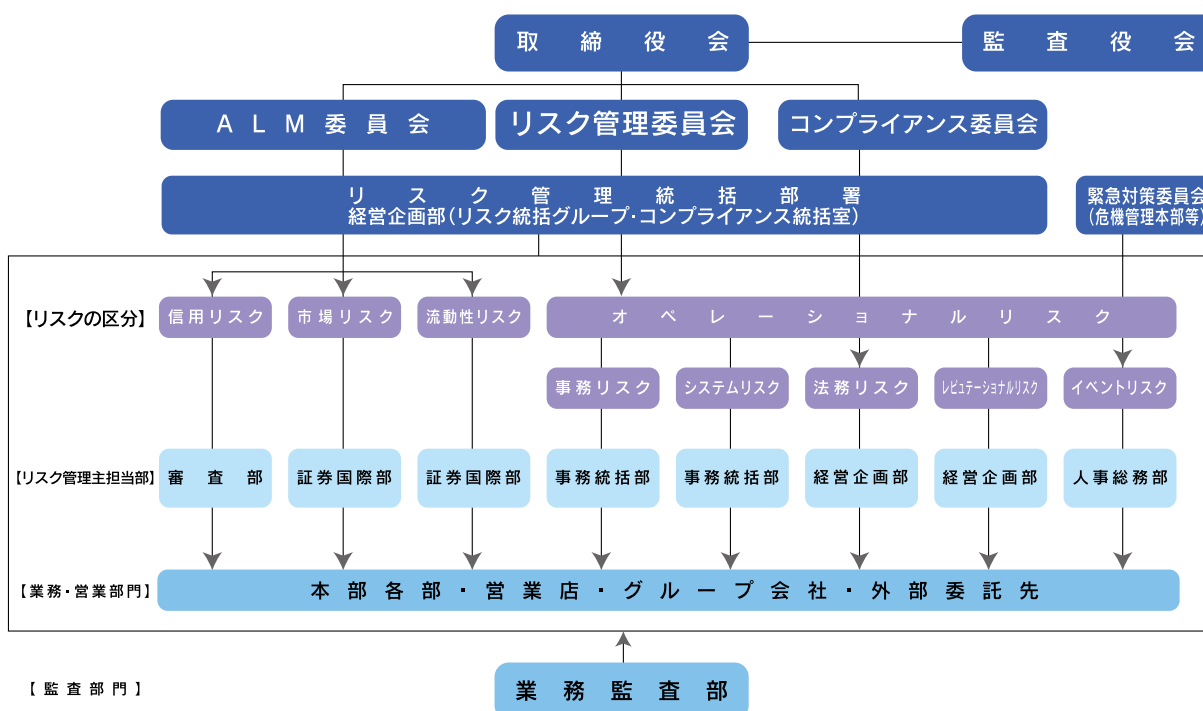 取締役会
監査役会
ALM委員会
リスク管理委員会
コンプライアンス委員会
リスク管理統括部署
経営企画部(リスク統括グループ・コンプライアンス統括室)
緊急対策委員会
(危機管理本部等)
【リスクの区分】
信用リスク
市場リスク
流動性リスク
オペレーショナルリスク
事務リスク
システムリスク
法務リスク
レピュテーショナルリスク
イベントリスク
【リスク管理主担当部】
審査部
証券国際部
証券国際部
事務統括部
事務統括部
経営企画部
経営企画部
人事総務部
【業務・営業部門】
本部各部・営業店・グループ会社・外部委託先
【監査部門】
業務監査部